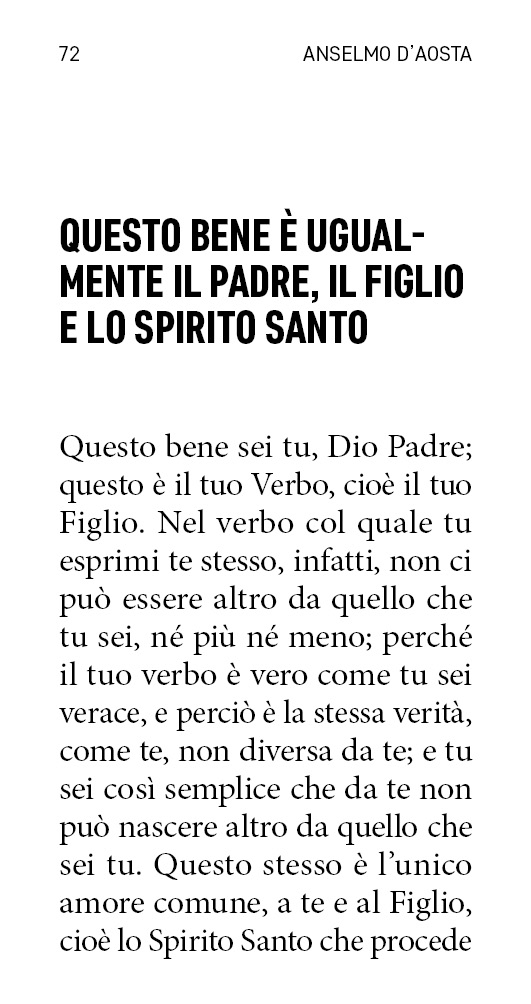 72 ANSELMO D’AOSTA
QUESTO BENE È UGUAL-
MENTE IL PADRE, IL FIGLIO
E LO SPIRITO SANTO
Questo bene sei tu, Dio Padre;
questo è il tuo Verbo, cioè il tuo
Figlio. Nel verbo col quale tu
esprimi te stesso, infatti, non ci
può essere altro da quello che
tu sei, né più né meno; perché
il tuo verbo è vero come tu sei
verace, e perciò è la stessa verità,
come te, non diversa da te; e tu
sei così semplice che da te non
può nascere altro da quello che
sei tu. Questo stesso è l’unico
amore comune, a te e al Figlio,
cioè lo Spirito Santo che procede